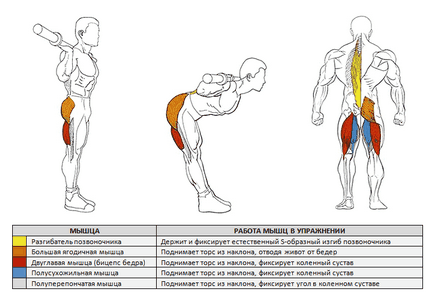 МЫШЦА РАБОТА МЫШЦ В УПРАЖНЕНИИ
Разгибатель позвоночника Держит и фиксирует естественный S-образный изгиб позвоночника
Большая ягодичная мышца Поднимает торс из наклона, отводя живот от бедер
Двуглавая мышца (бицепс бедра) Поднимает торс из наклона, фиксирует коленный сустав
Полусухожильная мышца Поднимает торс из наклона, фиксирует коленный сустав
Полуперепончатая мышца Поднимает торс из наклона, фиксирует угол в коленном суставе